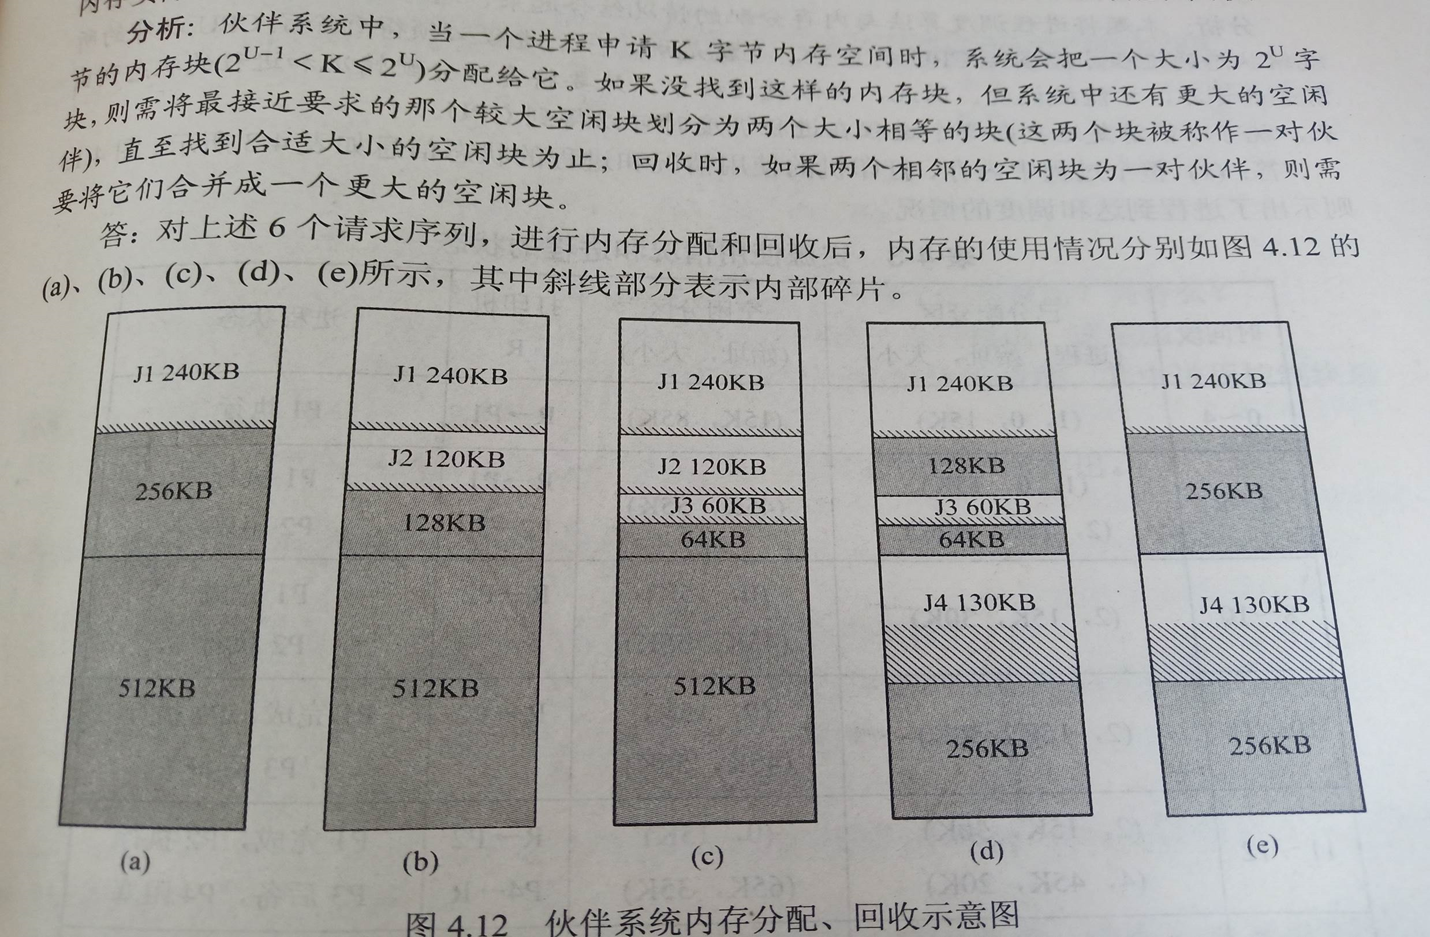 分析：伙伴系统中，当一个进程申请 K 字节内存空间时，系统会把一个大小为 2^U 字
节的内存块(2^{U-1} < K ⩽ 2^U)分配给它。如果没找到这样的内存块，但系统中还有更大的空闲
块，则需将最接近要求的那个较大空闲块划分为两个大小相等的块(这两个块被称作一对伙
伴)，直至找到合适大小的空闲块为止；回收时，如果两个相邻的空闲块为一对伙伴，则需
要将它们合并成一个更大的空闲块。
答：对上述 6 个请求序列，进行内存分配和回收后，内存的使用情况分别如图 4.12 的
(a)、(b)、(c)、(d)、(e)所示，其中斜线部分表示内部碎片。
J1 240KB
256KB
512KB
(a)
J1 240KB
J2 120KB
128KB
512KB
(b)
J1 240KB
J2 120KB
J3 60KB
64KB
512KB
(c)
J1 240KB
128KB
J3 60KB
64KB
J4 130KB
256KB
(d)
J1 240KB
256KB
J4 130KB
256KB
(e)
图 4.12 伙伴系统内存分配、回收示意图